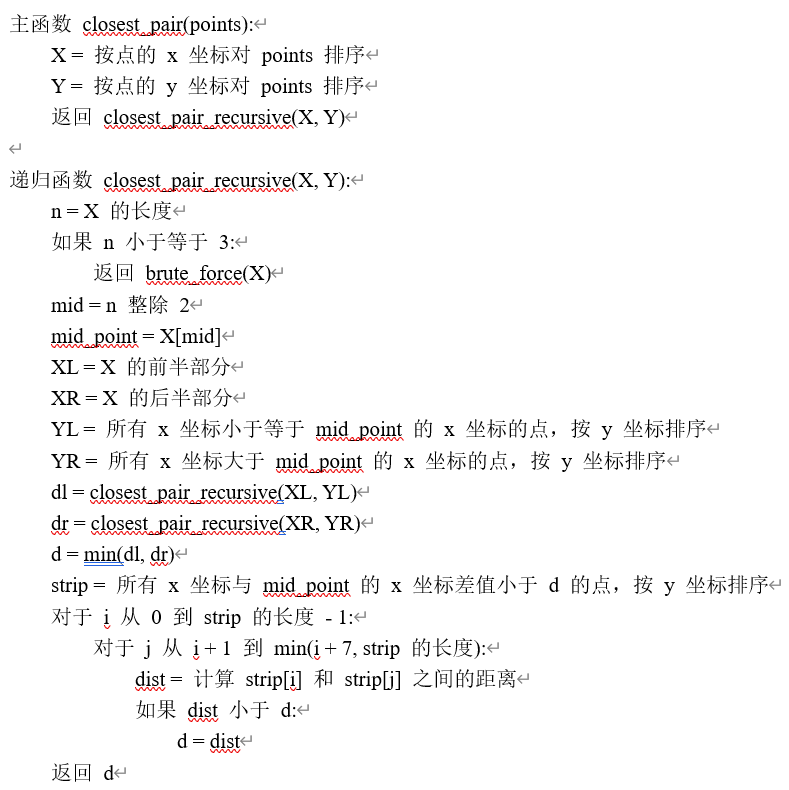 主函数 closest_pair(points):
X = 按点的 x 坐标对 points 排序
Y = 按点的 y 坐标对 points 排序
返回 closest_pair_recursive(X, Y)
递归函数 closest_pair_recursive(X, Y):
n = X 的长度
如果 n 小于等于 3:
返回 brute_force(X)
mid = n 整除 2
mid_point = X[mid]
XL = X 的前半部分
XR = X 的后半部分
YL = 所有 x 坐标小于等于 mid_point 的 x 坐标的点，按 y 坐标排序
YR = 所有 x 坐标大于 mid_point 的 x 坐标的点，按 y 坐标排序
dl = closest_pair_recursive(XL, YL)
dr = closest_pair_recursive(XR, YR)
d = min(dl, dr)
strip = 所有 x 坐标与 mid_point 的 x 坐标差值小于 d 的点，按 y 坐标排序
对于 i 从 0 到 strip 的长度 - 1:
对于 j 从 i + 1 到 min(i + 7, strip 的长度):
dist = 计算 strip[i] 和 strip[j] 之间的距离
如果 dist 小于 d:
d = dist
返回 d